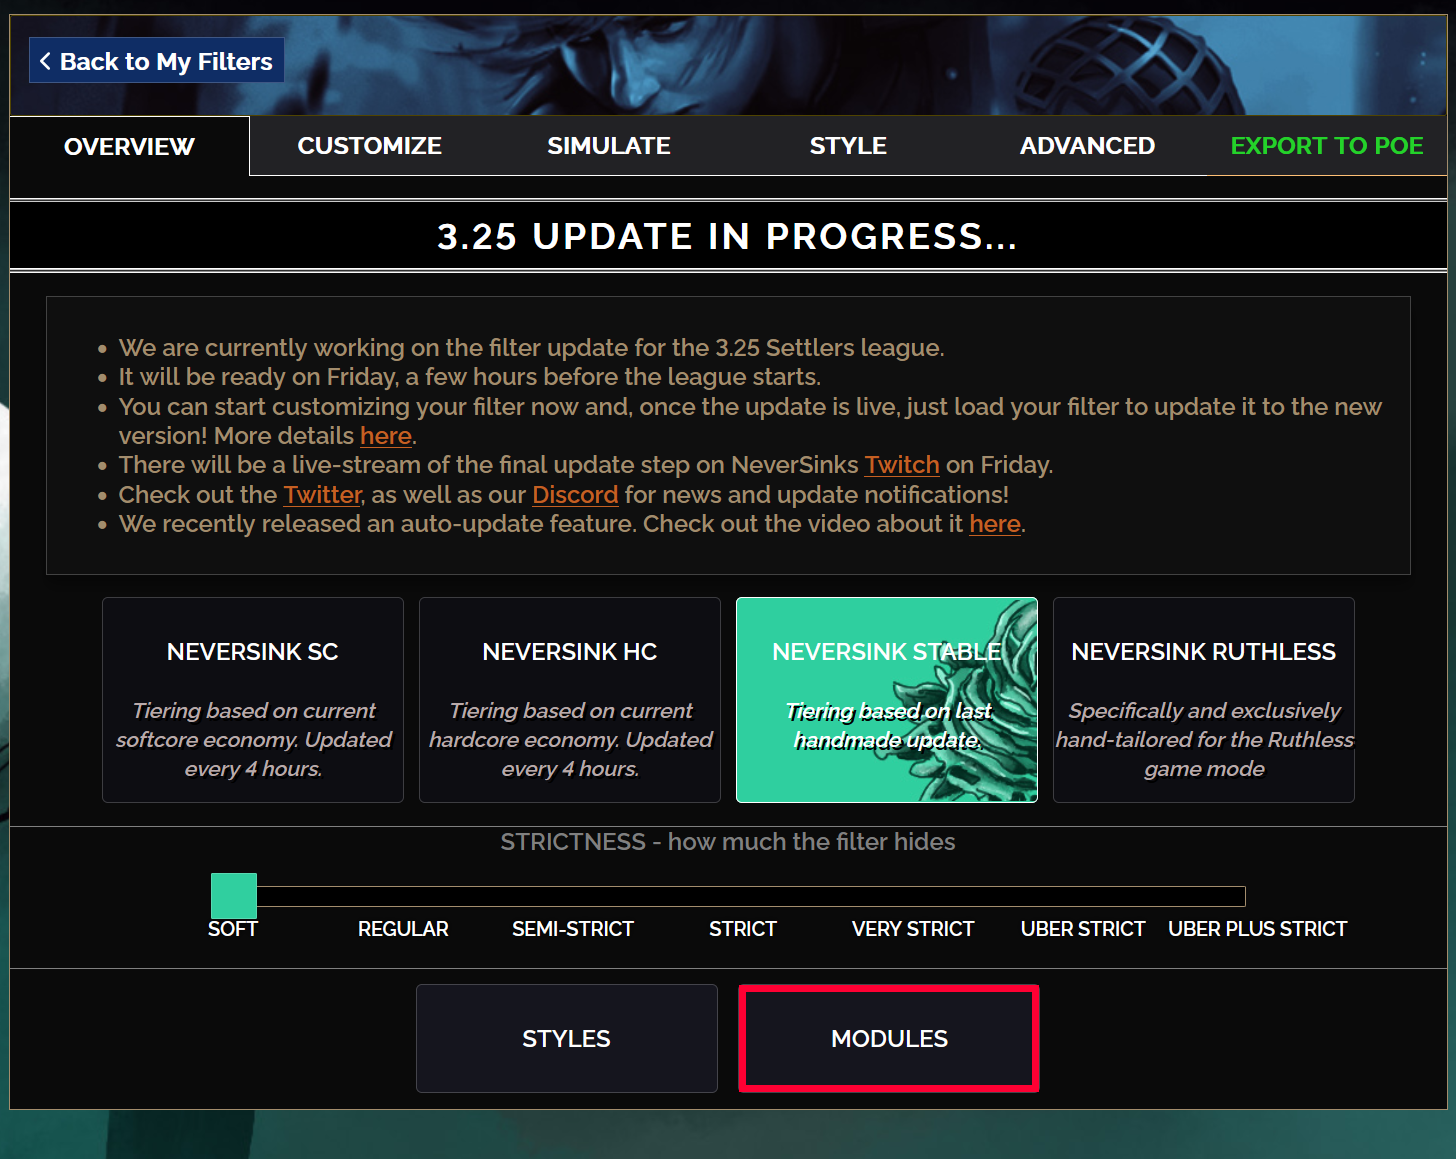 Back to My Filters
OVERVIEW
CUSTOMIZE
SIMULATE
STYLE
ADVANCED
EXPORT TO POE
3.25 UPDATE IN PROGRESS...
• We are currently working on the filter update for the 3.25 Settlers league.
• It will be ready on Friday, a few hours before the league starts.
• You can start customizing your filter now and, once the update is live, just load your filter to update it to the new
version! More details here.
• There will be a live-stream of the final update step on NeverSinks Twitch on Friday.
• Check out the Twitter, as well as our Discord for news and update notifications!
• We recently released an auto-update feature. Check out the video about it here.
NEVERSINK SC
Tiering based on current
softcore economy. Updated
every 4 hours.
NEVERSINK HC
Tiering based on current
hardcore economy. Updated
every 4 hours.
NEVERSINK STABLE
Tiering based on last
handmade update.
NEVERSINK RUTHLESS
Specifically and exclusively
hand-tailored for the Ruthless
game mode
STRICTNESS - how much the filter hides
SOFT
REGULAR
SEMI-STRICT
STRICT
VERY STRICT
UBER STRICT
UBER PLUS STRICT
STYLES
MODULES